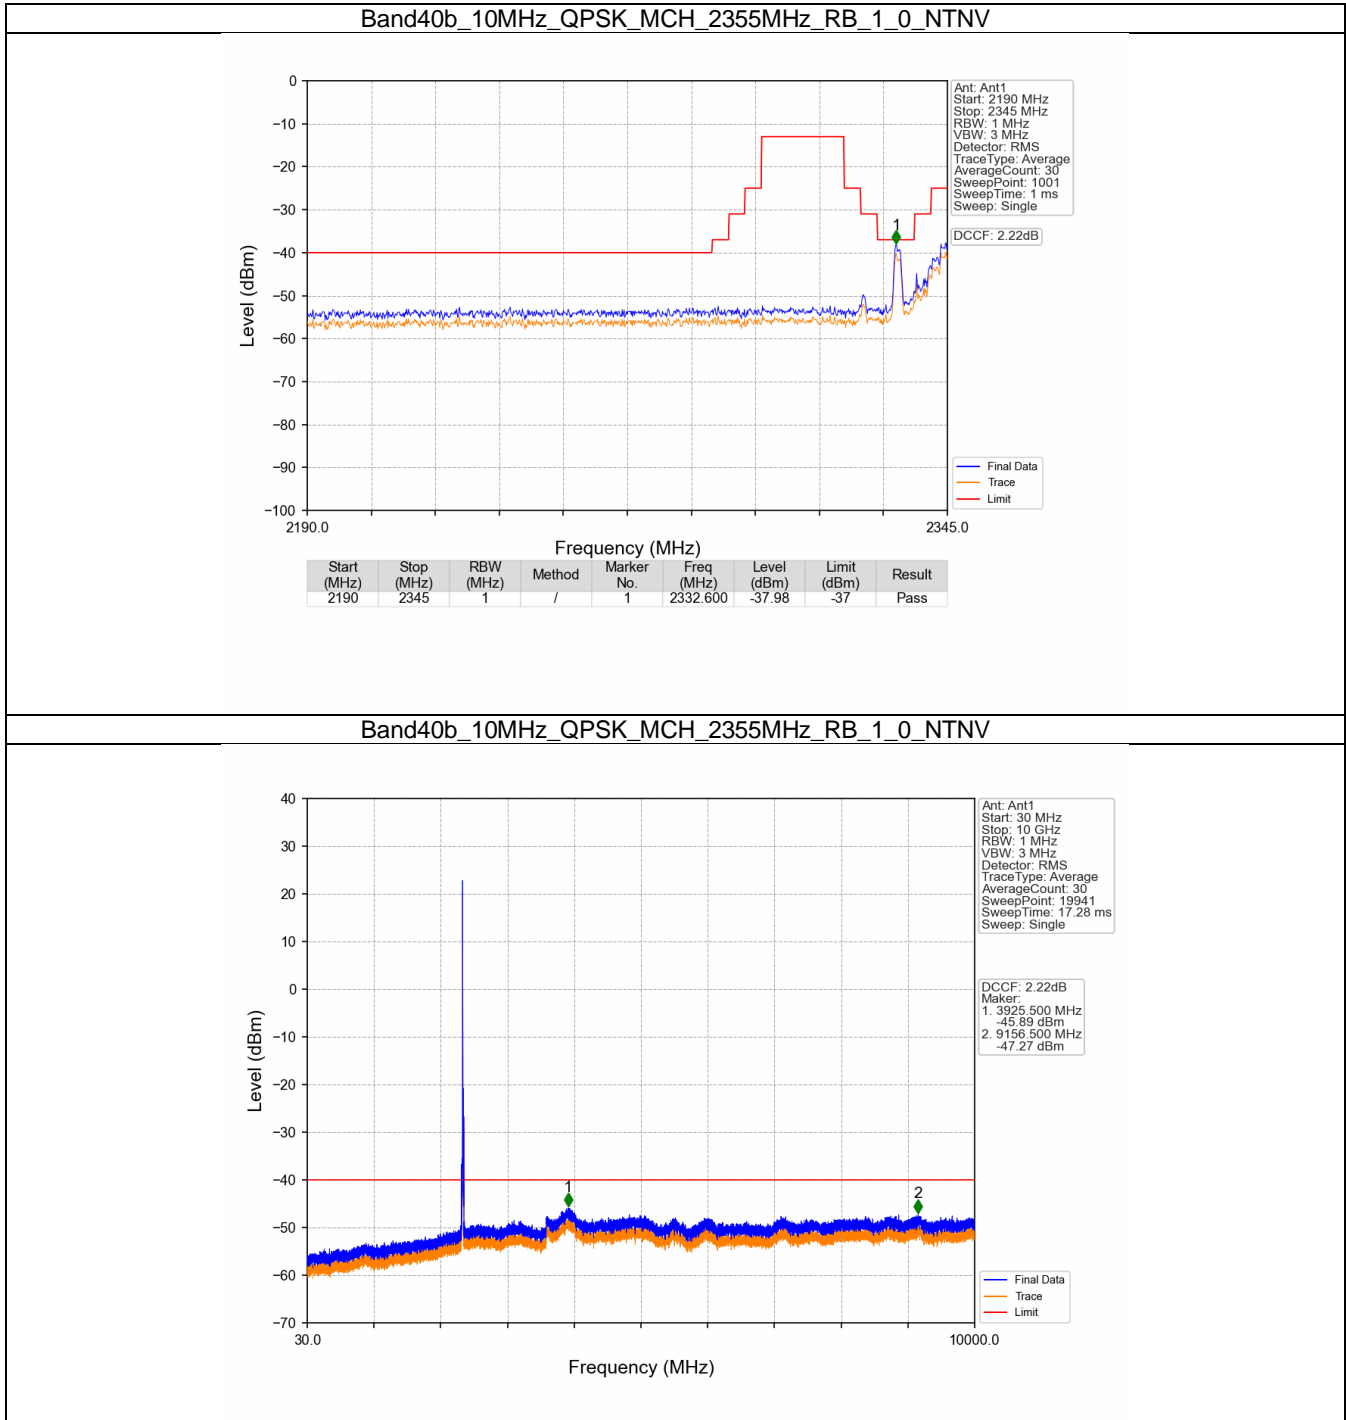 Band40b_10MHz_QPSK_MCH_2355MHz_RB_1_0_NTNV
0
−10
−20
−30
−40
−50
−60
−70
−80
−90
−100
Level (dBm)
2190.0
2345.0
Frequency (MHz)
1
Ant: Ant1
Start: 2190 MHz
Stop: 2345 MHz
RBW: 1 MHz
VBW: 3 MHz
Detector: RMS
TraceType: Average
AverageCount: 30
SweepPoint: 1001
SweepTime: 1 ms
Sweep: Single
DCCF: 2.22dB
Final Data
Trace
Limit
Start (MHz) Stop (MHz) RBW (MHz) Method Marker No. Freq (MHz) Level (dBm) Limit (dBm) Result
2190 2345 1 / 1 2332.600 -37.98 -37 Pass
Band40b_10MHz_QPSK_MCH_2355MHz_RB_1_0_NTNV
40
30
20
10
0
−10
−20
−30
−40
−50
−60
−70
Level (dBm)
30.0
10000.0
Frequency (MHz)
1
2
Ant: Ant1
Start: 30 MHz
Stop: 10 GHz
RBW: 1 MHz
VBW: 3 MHz
Detector: RMS
TraceType: Average
AverageCount: 30
SweepPoint: 19941
SweepTime: 17.28 ms
Sweep: Single
DCCF: 2.22dB
Maker:
1. 3925.500 MHz
-45.89 dBm
2. 9156.500 MHz
-47.27 dBm
Final Data
Trace
Limit